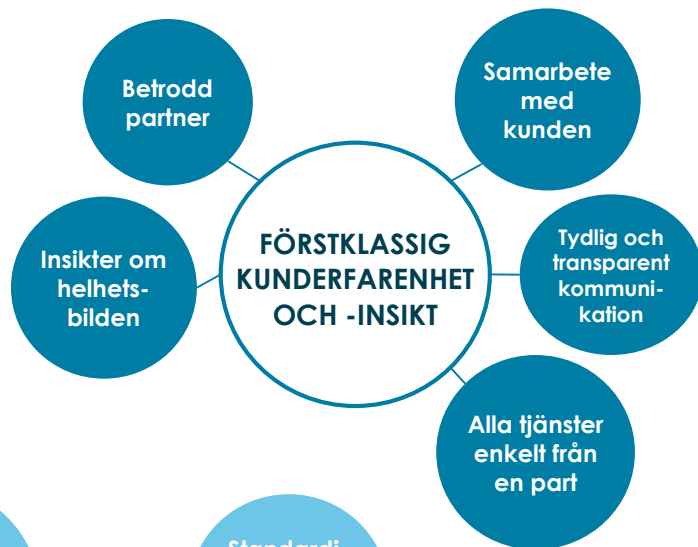 Betrodd
partner
Samarbete
med
kunden
FÖRSTKLASSIG
KUNDERFARENHET
OCH -INSIKT
Insikter om
helhets-
bilden
Tydlig och
transparent
kommuni-
kation
Alla tjänster
enkelt från
en part
Standardi-